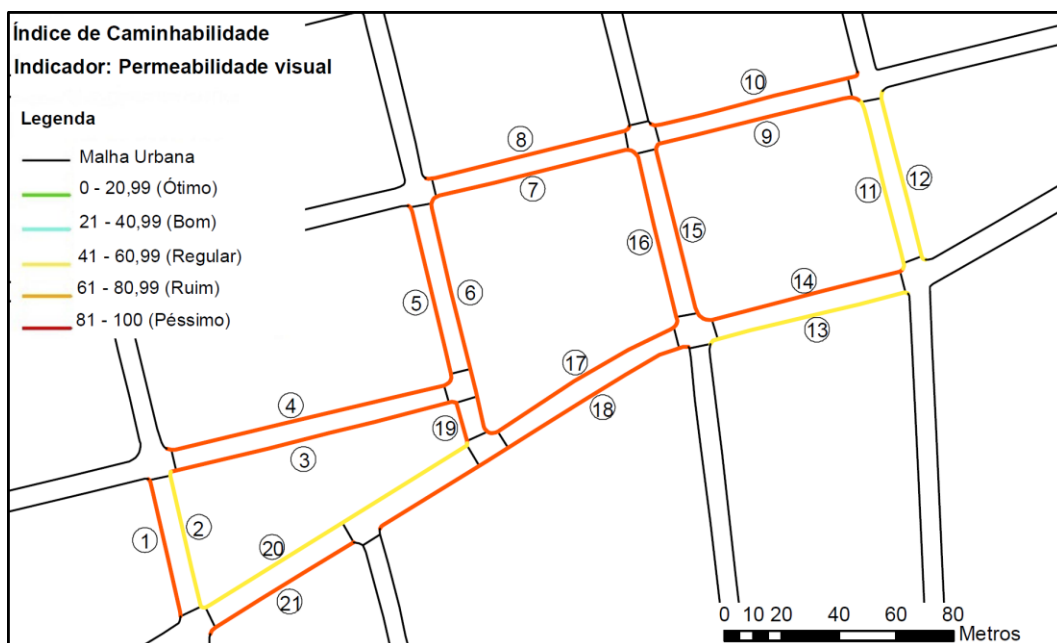 Índice de Caminhabilidade
Indicador: Permeabilidade visual
Legenda
Malha Urbana
0 - 20,99 (Ótimo)
21 - 40,99 (Bom)
41 - 60,99 (Regular)
61 - 80,99 (Ruim)
81 - 100 (Péssimo)
10
8
9
7
11
12
16
15
5
6
14
13
17
18
4
19
3
2
1
20
21
0 10 20 40 60 80
Metros